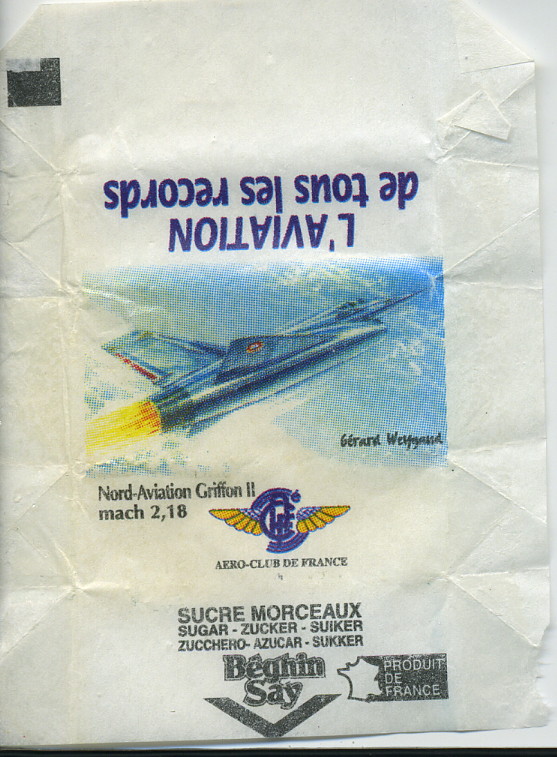 L'AVIATION
de tous les records
Gérard Weygand
Nord-Aviation Griffon II
mach 2,18
AERO-CLUB DE FRANCE
SUCRE MORCEAUX
SUGAR - ZUCKER - SUIKER
ZUCCHERO - AZUCAR - SUKKER
Béghin
Say
PRODUIT
DE
FRANCE